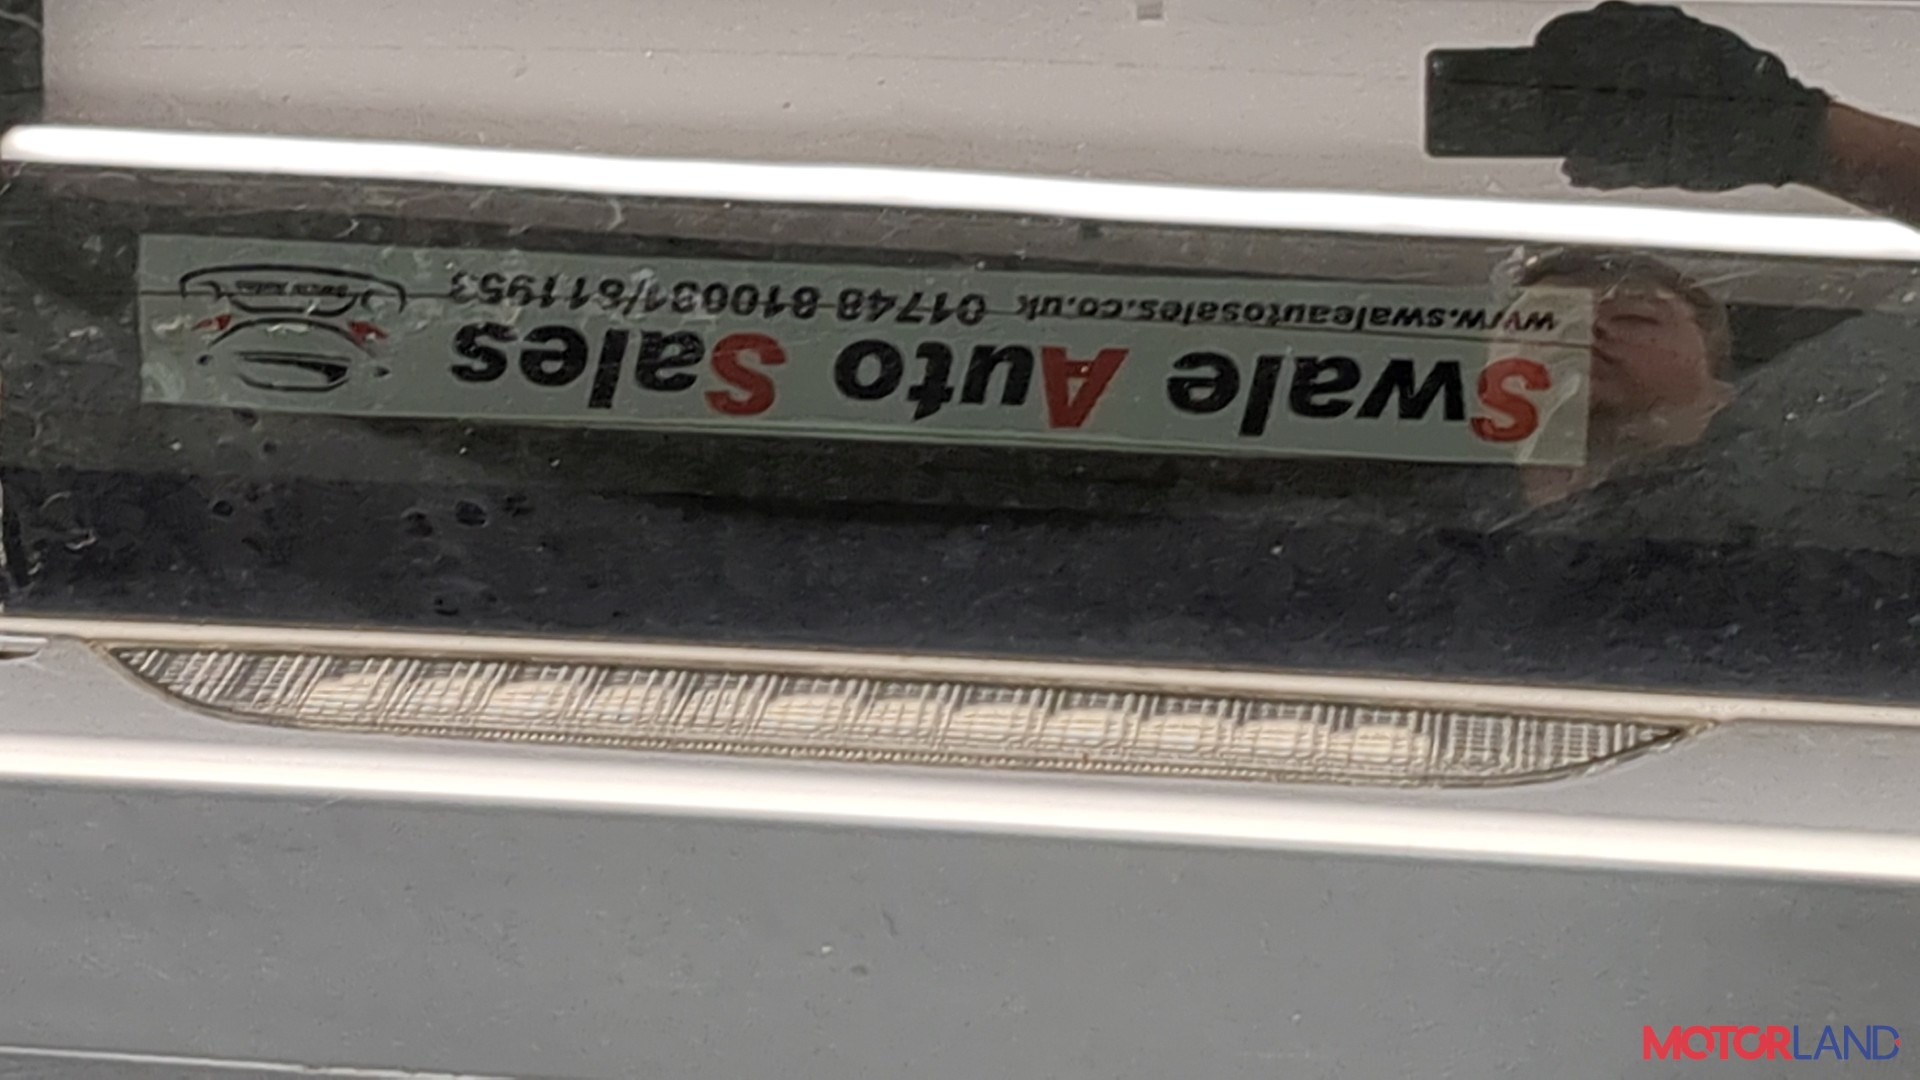 Swale Auto Sales
www.swaleautosales.co.uk 01748 810031/811953
MOTORLAND